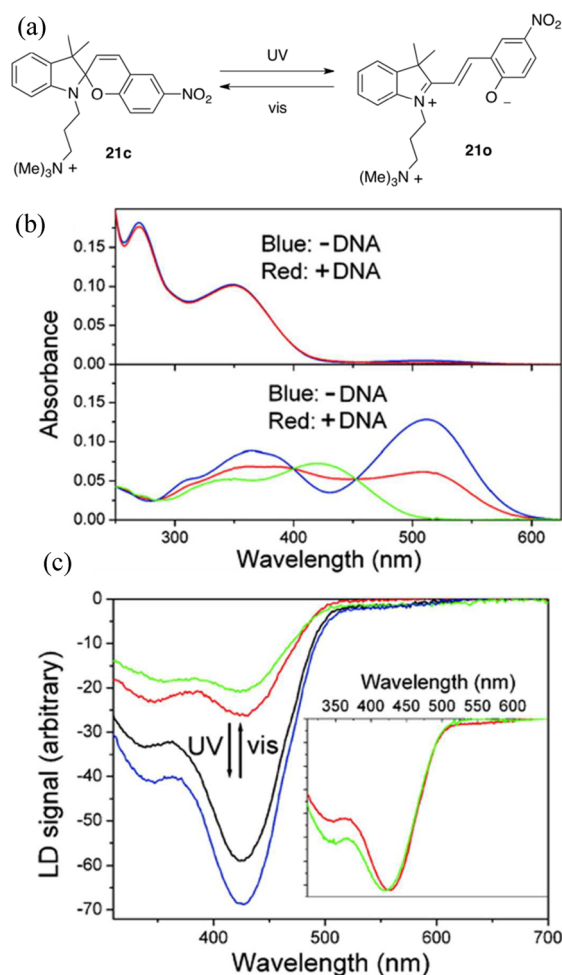 (a)
NO₂
UV
vis
N
O
NO₂
N
+
O
−
(Me)₃N
+
21c
(Me)₃N
+
21o
(b)
Blue: -DNA
Red: +DNA
0.15
0.10
0.05
0.00
Blue: -DNA
Red: +DNA
0.15
0.10
0.05
0.00
Absorbance
300 400 500 600
Wavelength (nm)
(c)
0
-10
-20
-30
-40
-50
-60
-70
LD signal (arbitrary)
UV vis
Wavelength (nm)
350 400 450 500 550 600
400 500 600 700
Wavelength (nm)